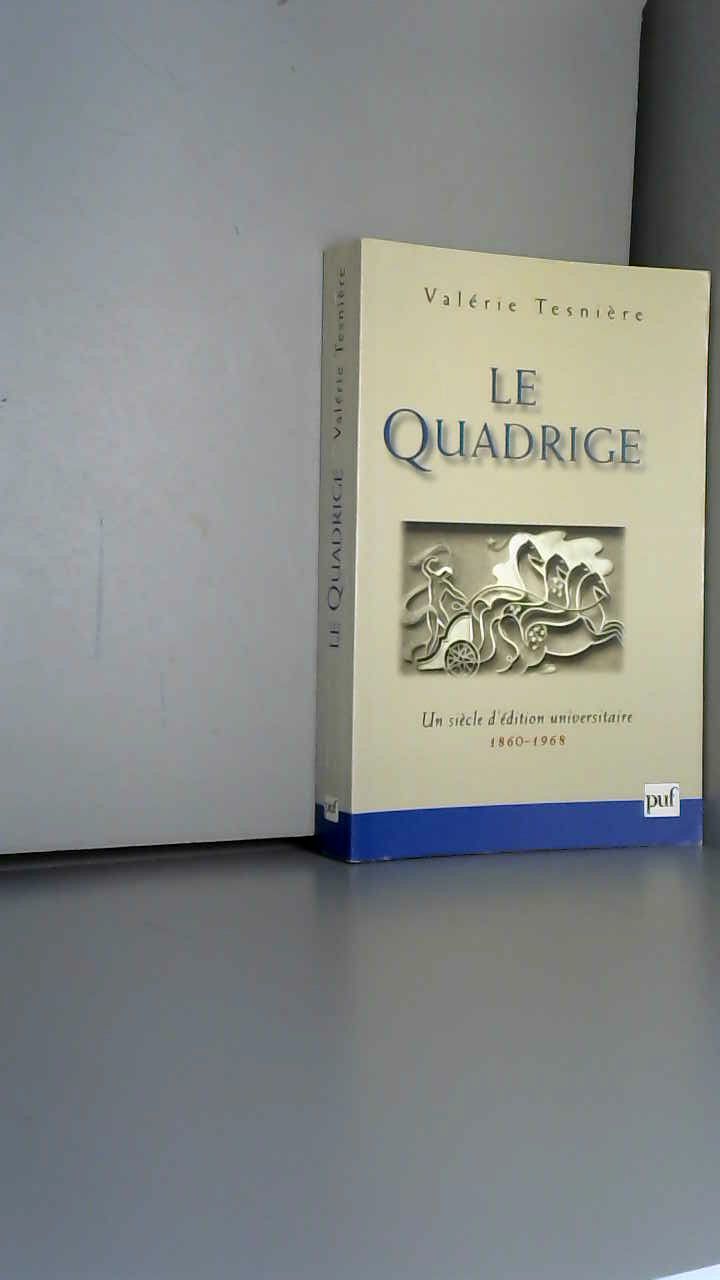 Valérie Tesnière
LE
QUADRIGE
Un siècle d'édition universitaire
1860-1968
puf
LE QUADRIGE Valérie Tesnière
puf